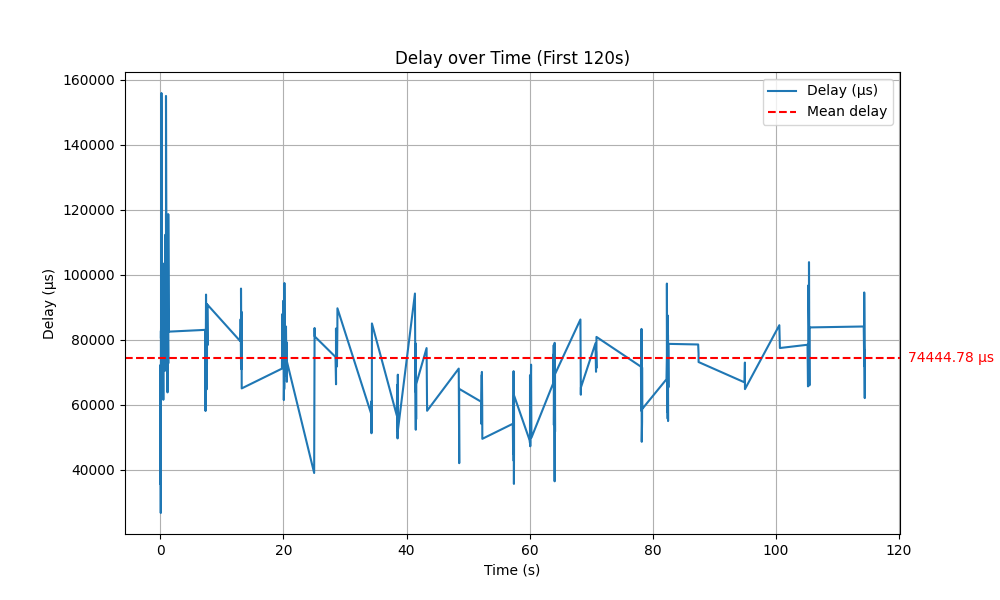 Delay over Time (First 120s)
160000
140000
120000
100000
80000
60000
40000
Delay (µs)
Delay (µs)
Mean delay
74444.78 µs
0 20 40 60 80 100 120
Time (s)